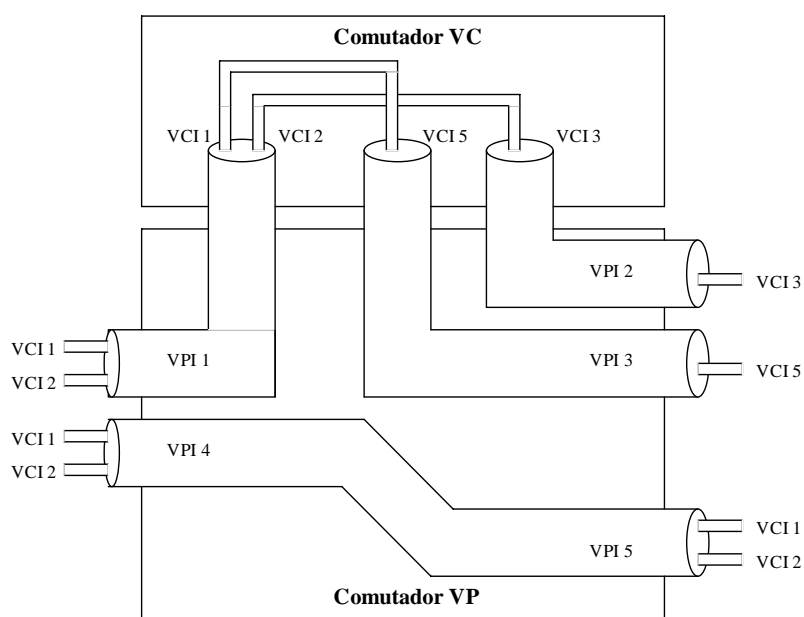 Comutador VC
VCI 1
VCI 2
VCI 5
VCI 3
VPI 2
VCI 3
VCI 1
VPI 1
VPI 3
VCI 5
VCI 2
VCI 1
VPI 4
VCI 2
VCI 1
VPI 5
VCI 2
Comutador VP